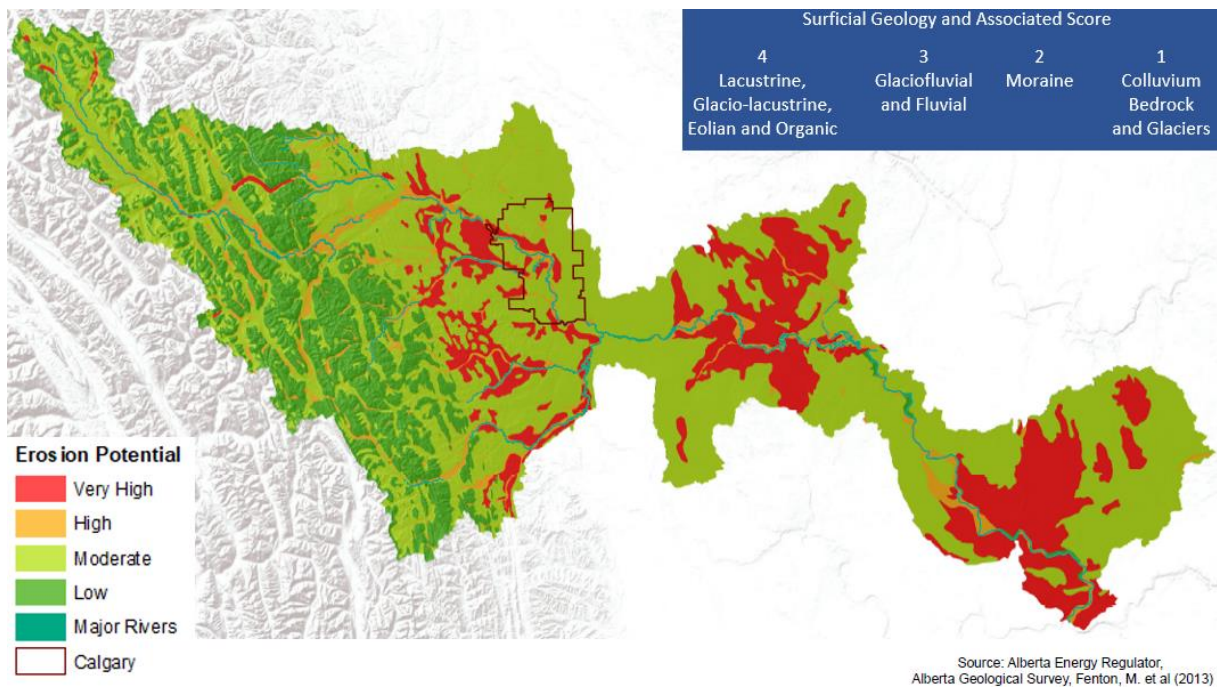 Surficial Geology and Associated Score
4
Lacustrine,
Glacio-lacustrine,
Eolian and Organic
3
Glaciofluvial
and Fluvial
2
Moraine
1
Colluvium
Bedrock
and Glaciers
Erosion Potential
Very High
High
Moderate
Low
Major Rivers
Calgary
Source: Alberta Energy Regulator,
Alberta Geological Survey, Fenton, M. et al (2013)